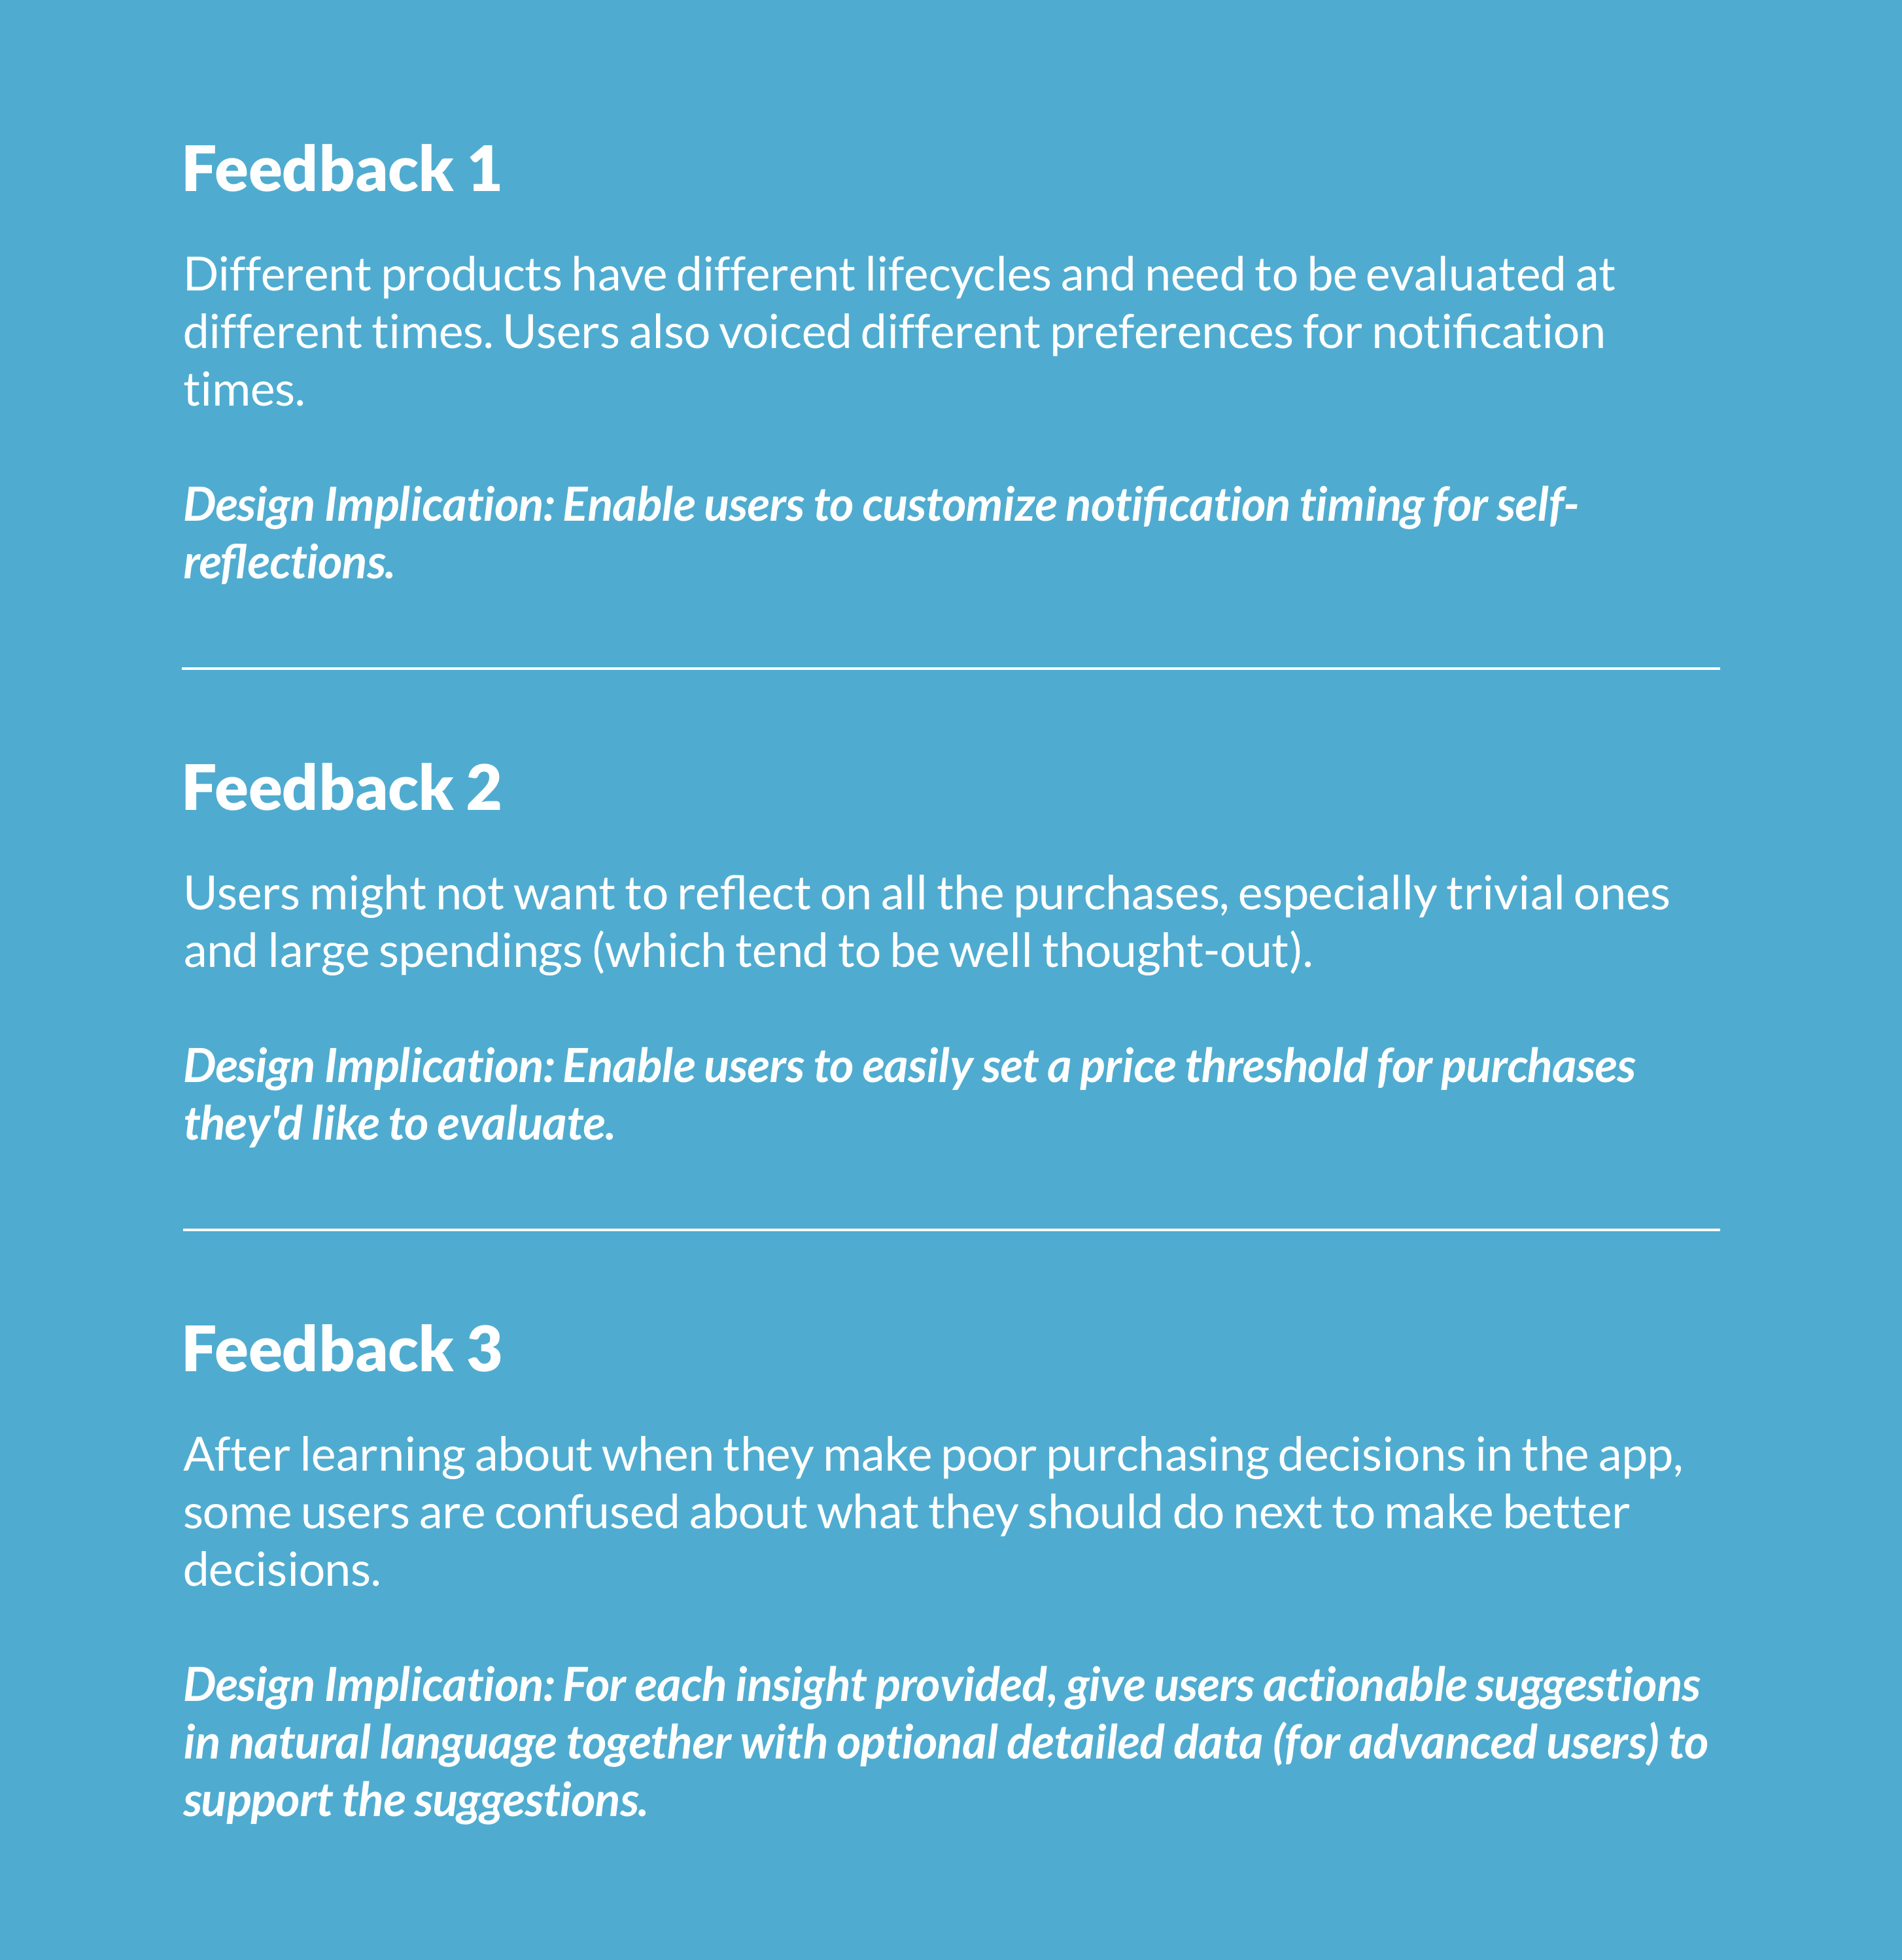 Feedback 1
Different products have different lifecycles and need to be evaluated at
different times. Users also voiced different preferences for notification
times.
Design Implication: Enable users to customize notification timing for self-
reflections.
Feedback 2
Users might not want to reflect on all the purchases, especially trivial ones
and large spendings (which tend to be well thought-out).
Design Implication: Enable users to easily set a price threshold for purchases
they'd like to evaluate.
Feedback 3
After learning about when they make poor purchasing decisions in the app,
some users are confused about what they should do next to make better
decisions.
Design Implication: For each insight provided, give users actionable suggestions
in natural language together with optional detailed data (for advanced users) to
support the suggestions.